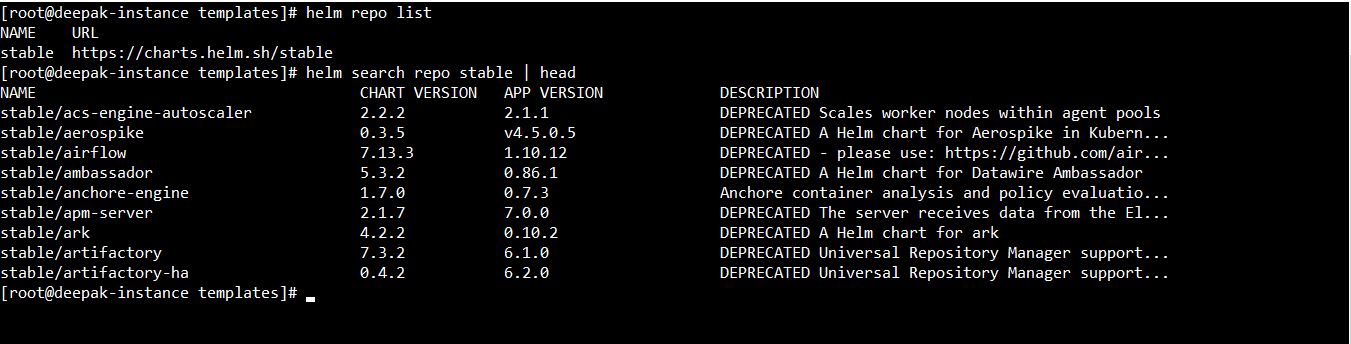 [root@deepak-instance templates]# helm repo list
NAME    URL
stable  https://charts.helm.sh/stable
[root@deepak-instance templates]# helm search repo stable | head
NAME                                    CHART VERSION   APP VERSION             DESCRIPTION
stable/acs-engine-autoscaler            2.2.2           2.1.1                   DEPRECATED Scales worker nodes within agent pools
stable/aerospike                        0.3.5           v4.5.0.5                DEPRECATED A Helm chart for Aerospike in Kubern...
stable/airflow                          7.13.3          1.10.12                 DEPRECATED - please use: https://github.com/air...
stable/ambassador                       5.3.2           0.86.1                  DEPRECATED A Helm chart for Datawire Ambassador
stable/anchore-engine                   1.7.0           0.7.3                   Anchore container analysis and policy evaluatio...
stable/apm-server                       2.1.7           7.0.0                   DEPRECATED The server receives data from the El...
stable/ark                              4.2.2           0.10.2                  DEPRECATED A Helm chart for ark
stable/artifactory                      7.3.2           6.1.0                   DEPRECATED Universal Repository Manager support...
stable/artifactory-ha                   0.4.2           6.2.0                   DEPRECATED Universal Repository Manager support...
[root@deepak-instance templates]#